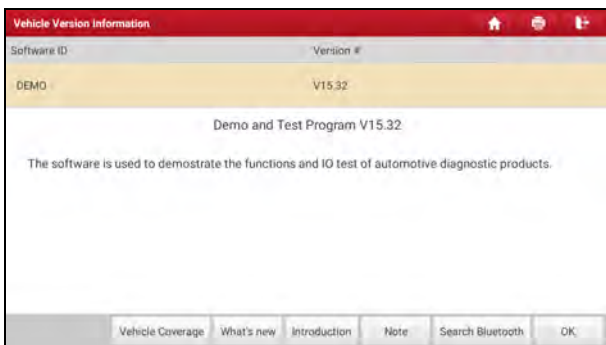 Vehicle Version Information
Software ID Version #
DEMO V15.32
Demo and Test Program V15.32
The software is used to demostrate the functions and IO test of automotive diagnostic products.
Vehicle Coverage What's new Introduction Note Search Bluetooth OK